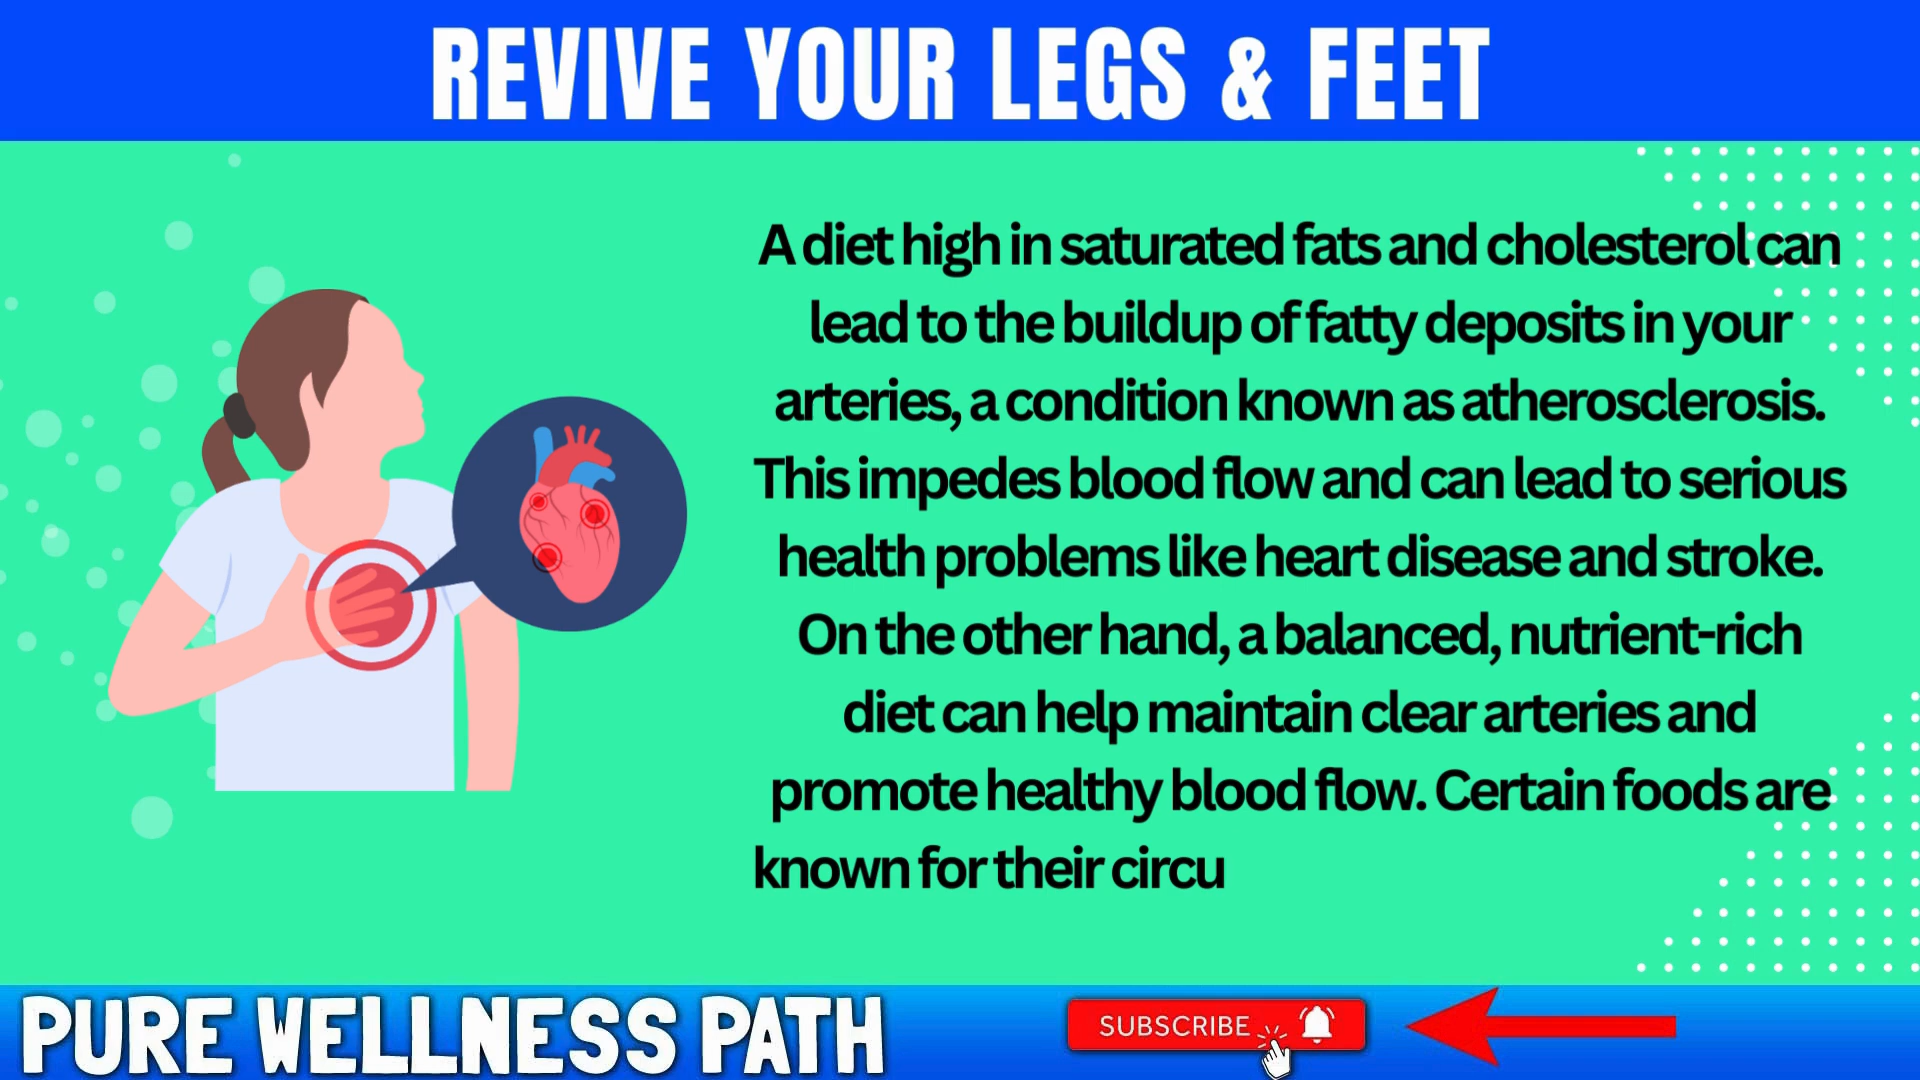 REVIVE YOUR LEGS & FEET
A diet high in saturated fats and cholesterol can
lead to the buildup of fatty deposits in your
arteries, a condition known as atherosclerosis.
This impedes blood flow and can lead to serious
health problems like heart disease and stroke.
On the other hand, a balanced, nutrient-rich
diet can help maintain clear arteries and
promote healthy blood flow. Certain foods are
known for their circu
PURE WELLNESS PATH
SUBSCRIBE